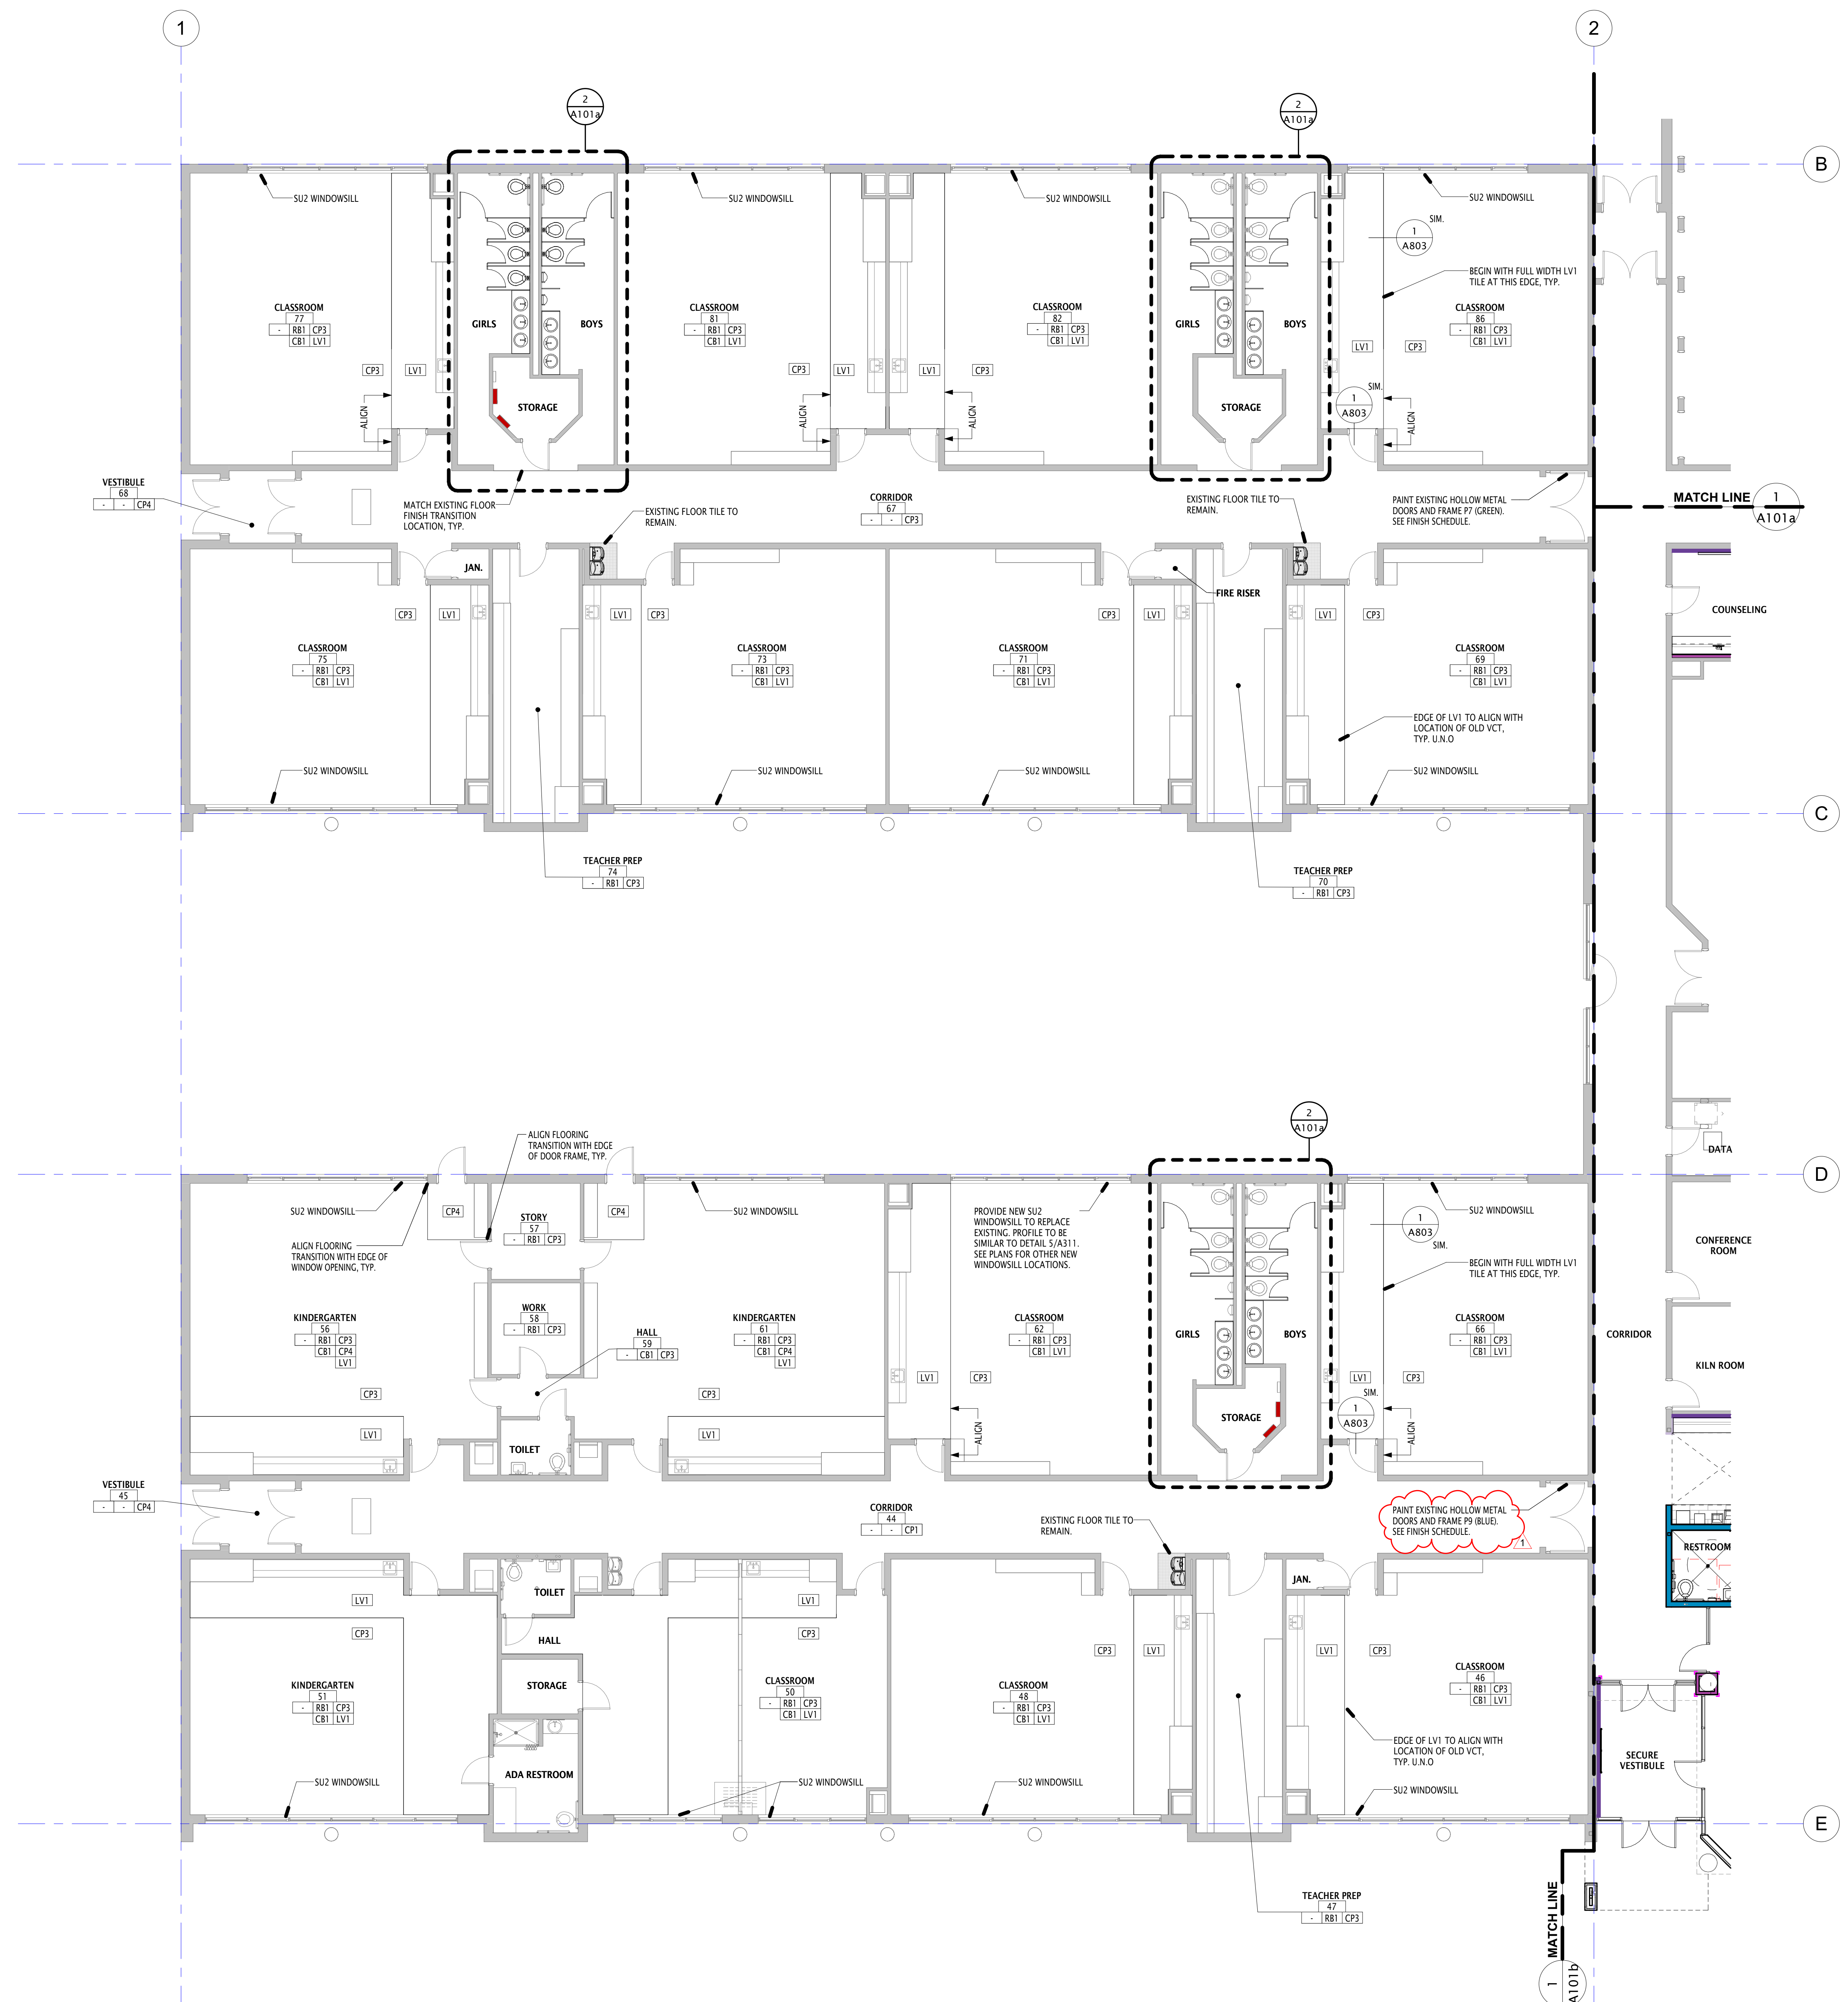 1
2
2
A101a
2
A101a
B
SU2 WINDOWSILL
SU2 WINDOWSILL
SU2 WINDOWSILL
SU2 WINDOWSILL
SIM.
1
A803
BEGIN WITH FULL WIDTH LV1
TILE AT THIS EDGE, TYP.
CLASSROOM
77
- RB1 CP3
CB1 LV1
GIRLS
BOYS
CLASSROOM
81
- RB1 CP3
CB1 LV1
CLASSROOM
82
- RB1 CP3
CB1 LV1
GIRLS
BOYS
CLASSROOM
86
- RB1 CP3
CB1 LV1
CP3
LV1
CP3
LV1
LV1
CP3
LV1
CP3
ALIGN
STORAGE
ALIGN
ALIGN
STORAGE
SIM.
1
A803
ALIGN
VESTIBULE
68
- - CP4
MATCH EXISTING FLOOR
FINISH TRANSITION
LOCATION, TYP.
EXISTING FLOOR TILE TO
REMAIN.
CORRIDOR
67
- - CP3
EXISTING FLOOR TILE TO
REMAIN.
PAINT EXISTING HOLLOW METAL
DOORS AND FRAME P7 (GREEN).
SEE FINISH SCHEDULE.
MATCH LINE
1
A101a
JAN.
FIRE RISER
COUNSELING
CP3
LV1
LV1
CP3
CP3
LV1
LV1
CP3
CLASSROOM
75
- RB1 CP3
CB1 LV1
CLASSROOM
73
- RB1 CP3
CB1 LV1
CLASSROOM
71
- RB1 CP3
CB1 LV1
CLASSROOM
69
- RB1 CP3
CB1 LV1
EDGE OF LV1 TO ALIGN WITH
LOCATION OF OLD VCT,
TYP. U.N.O
SU2 WINDOWSILL
SU2 WINDOWSILL
SU2 WINDOWSILL
SU2 WINDOWSILL
C
TEACHER PREP
74
- RB1 CP3
TEACHER PREP
70
- RB1 CP3
2
A101a
ALIGN FLOORING
TRANSITION WITH EDGE
OF DOOR FRAME, TYP.
DATA
D
SU2 WINDOWSILL
CP4
STORY
57
- RB1 CP3
CP4
SU2 WINDOWSILL
PROVIDE NEW SU2
WINDOWSILL TO REPLACE
EXISTING. PROFILE TO BE
SIMILAR TO DETAIL 5/A311.
SEE PLANS FOR OTHER NEW
WINDOWSILL LOCATIONS.
1
A803
SIM.
SU2 WINDOWSILL
ALIGN FLOORING
TRANSITION WITH EDGE OF
WINDOW OPENING, TYP.
BEGIN WITH FULL WIDTH LV1
TILE AT THIS EDGE, TYP.
CONFERENCE
ROOM
KINDERGARTEN
56
- RB1 CP3
CB1 CP4
LV1
WORK
58
- RB1 CP3
HALL
59
- CB1 CP3
KINDERGARTEN
61
- RB1 CP3
CB1 CP4
LV1
CLASSROOM
62
- RB1 CP3
CB1 LV1
GIRLS
BOYS
CLASSROOM
66
- RB1 CP3
CB1 LV1
CORRIDOR
KILN ROOM
CP3
CP3
LV1
CP3
LV1
CP3
SIM.
1
A803
LV1
TOILET
LV1
ALIGN
STORAGE
ALIGN
VESTIBULE
45
- - CP4
CORRIDOR
44
- - CP1
EXISTING FLOOR TILE TO
REMAIN.
PAINT EXISTING HOLLOW METAL
DOORS AND FRAME P9 (BLUE).
SEE FINISH SCHEDULE.
1
RESTROOM
TOILET
JAN.
LV1
LV1
CP3
CP3
HALL
CP3
LV1
LV1
CP3
KINDERGARTEN
51
- RB1 CP3
CB1 LV1
STORAGE
CLASSROOM
50
- RB1 CP3
CB1 LV1
CLASSROOM
48
- RB1 CP3
CB1 LV1
CLASSROOM
46
- RB1 CP3
CB1 LV1
EDGE OF LV1 TO ALIGN WITH
LOCATION OF OLD VCT,
TYP. U.N.O
SECURE
VESTIBULE
ADA RESTROOM
SU2 WINDOWSILL
SU2 WINDOWSILL
SU2 WINDOWSILL
SU2 WINDOWSILL
E
TEACHER PREP
47
- RB1 CP3
MATCH LINE
1
A101b